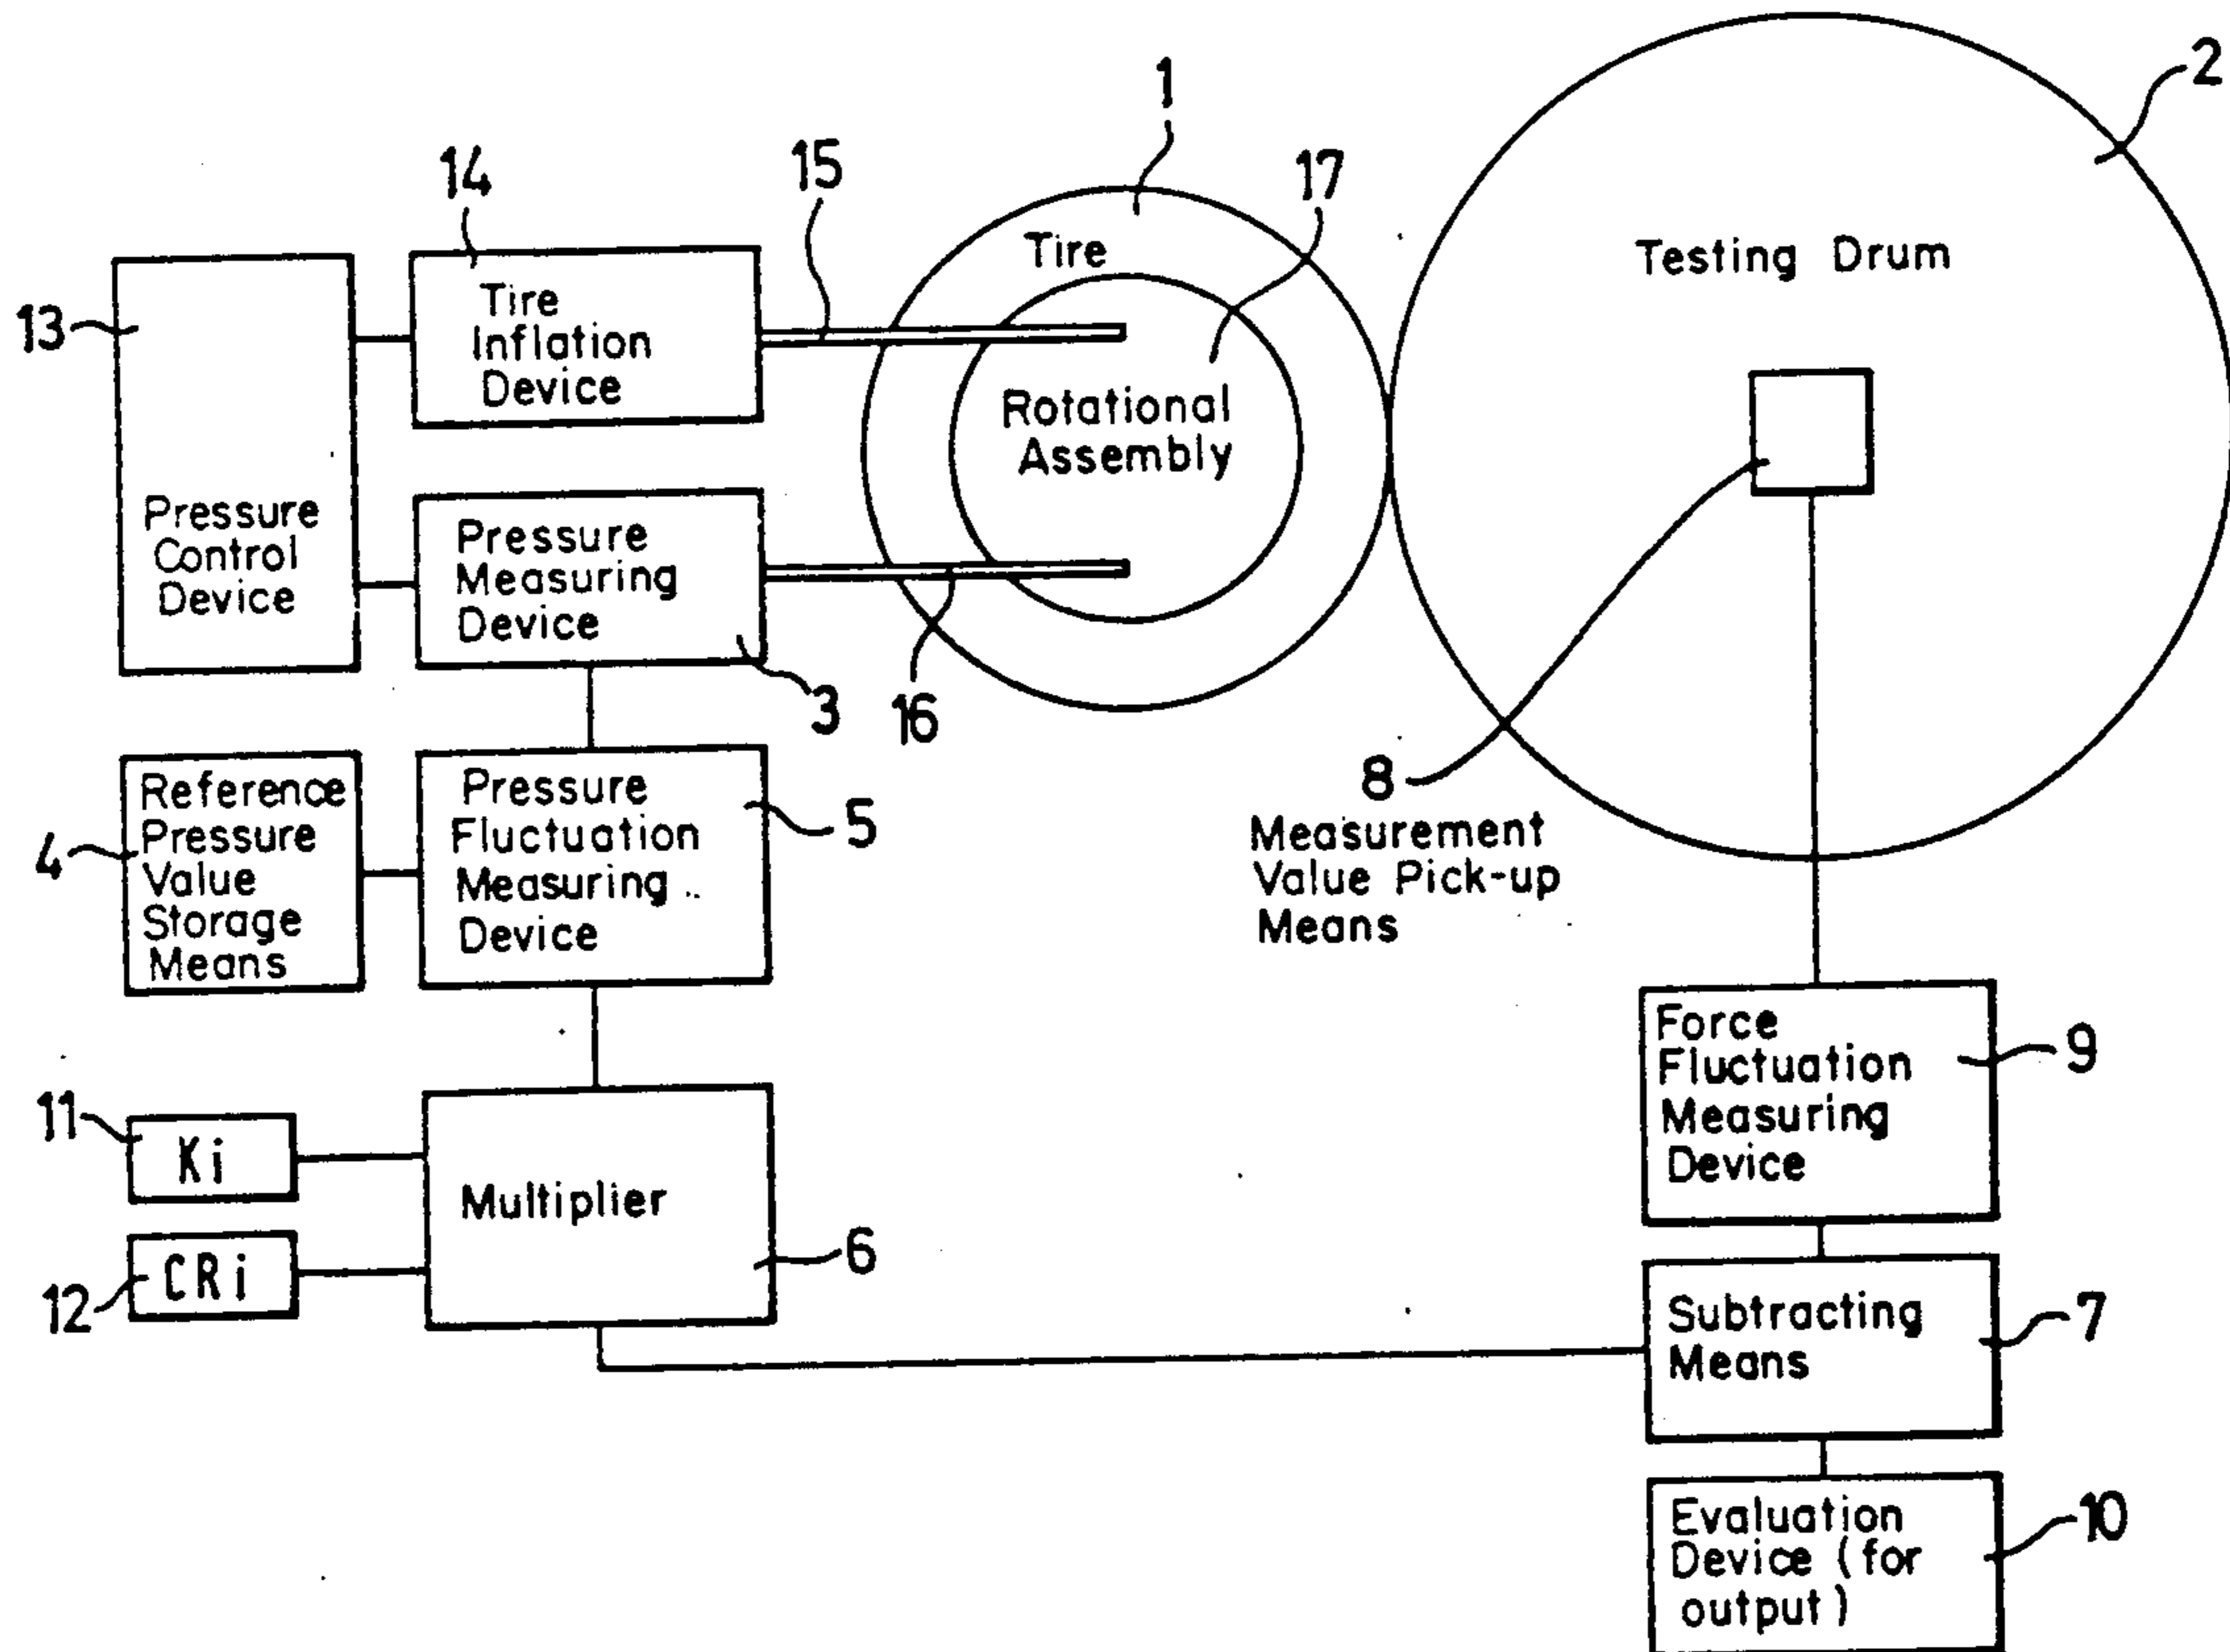 1
2
14
15
17
Tire
Testing Drum
13
Tire
Inflation
Device
Rotational
Assembly
Pressure
Control
Device
Pressure
Measuring
Device
3
16
8
Measurement
Value Pick-up
Means
Reference
Pressure
Value
Storage
Means
4
Pressure
Fluctuation
Measuring
Device
5
Force
Fluctuation
Measuring
Device
9
11
Ki
12
CRi
Multiplier
6
Subtracting
Means
7
Evaluation
Device (for
output)
10